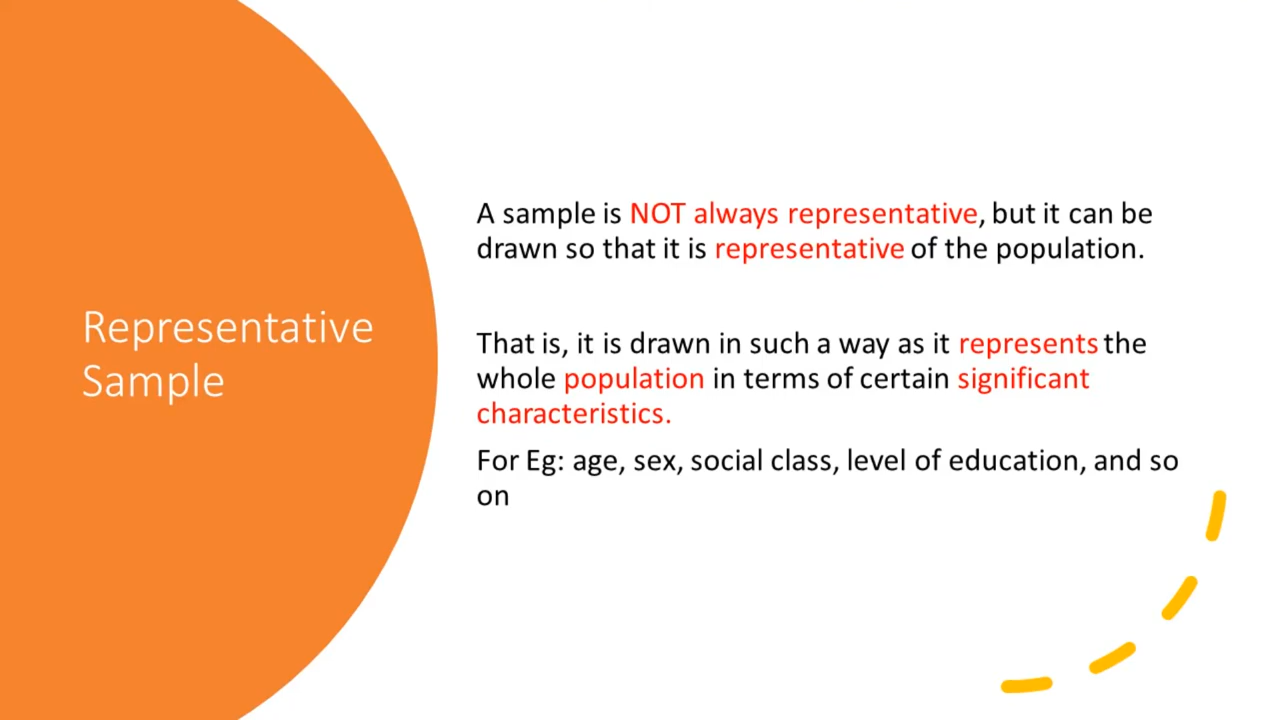 Representative
Sample
A sample is NOT always representative, but it can be
drawn so that it is representative of the population.
That is, it is drawn in such a way as it represents the
whole population in terms of certain significant
characteristics.
For Eg: age, sex, social class, level of education, and so
on